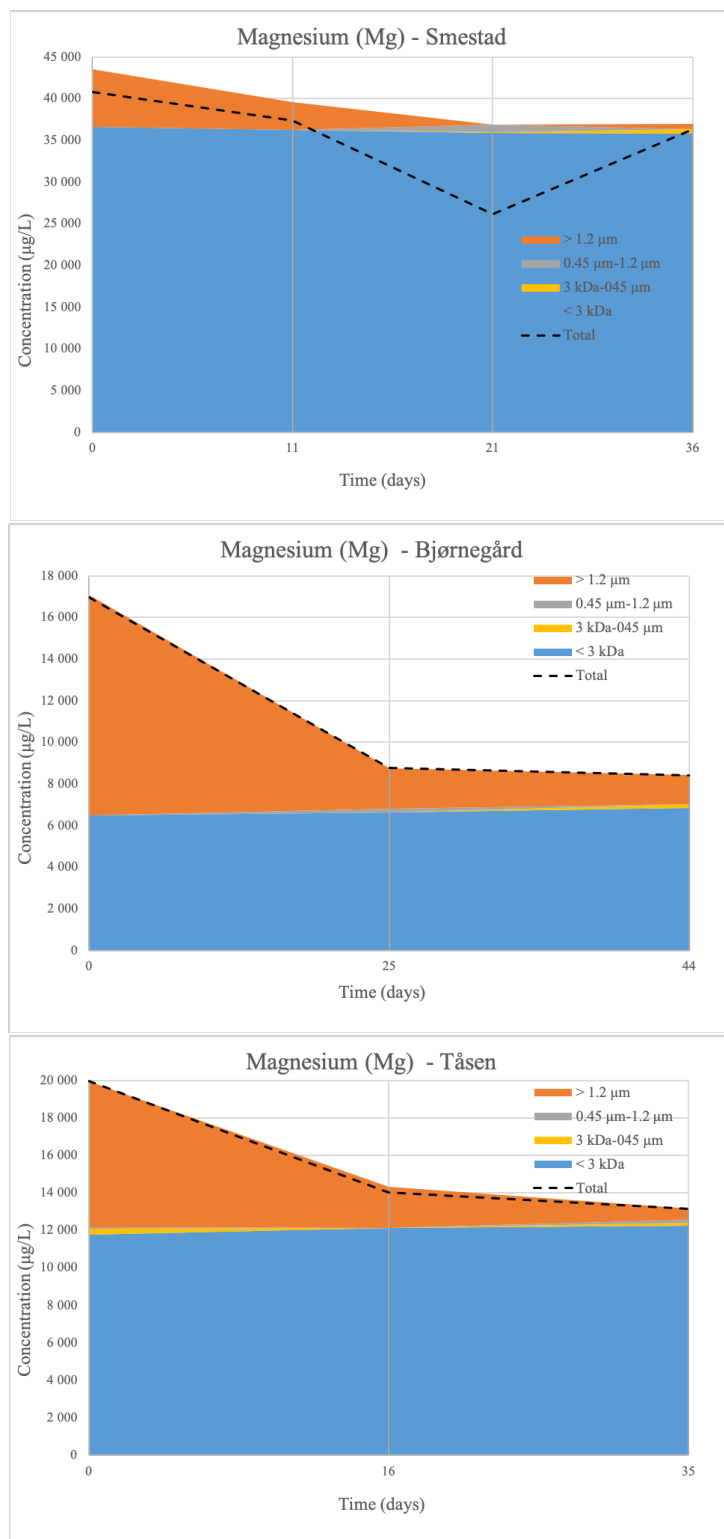 Magnesium (Mg) - Smestad
45 000
40 000
35 000
30 000
25 000
20 000
15 000
10 000
5 000
0
Concentration (µg/L)
> 1.2 µm
0.45 µm-1.2 µm
3 kDa-045 µm
< 3 kDa
Total
0 11 21 36
Time (days)
Magnesium (Mg) - Bjørnegård
18 000
16 000
14 000
12 000
10 000
8 000
6 000
4 000
2 000
0
Concentration (µg/L)
> 1.2 µm
0.45 µm-1.2 µm
3 kDa-045 µm
< 3 kDa
Total
0 25 44
Time (days)
Magnesium (Mg) - Tåsen
20 000
18 000
16 000
14 000
12 000
10 000
8 000
6 000
4 000
2 000
0
Concentration (µg/L)
> 1.2 µm
0.45 µm-1.2 µm
3 kDa-045 µm
< 3 kDa
Total
0 16 35
Time (days)